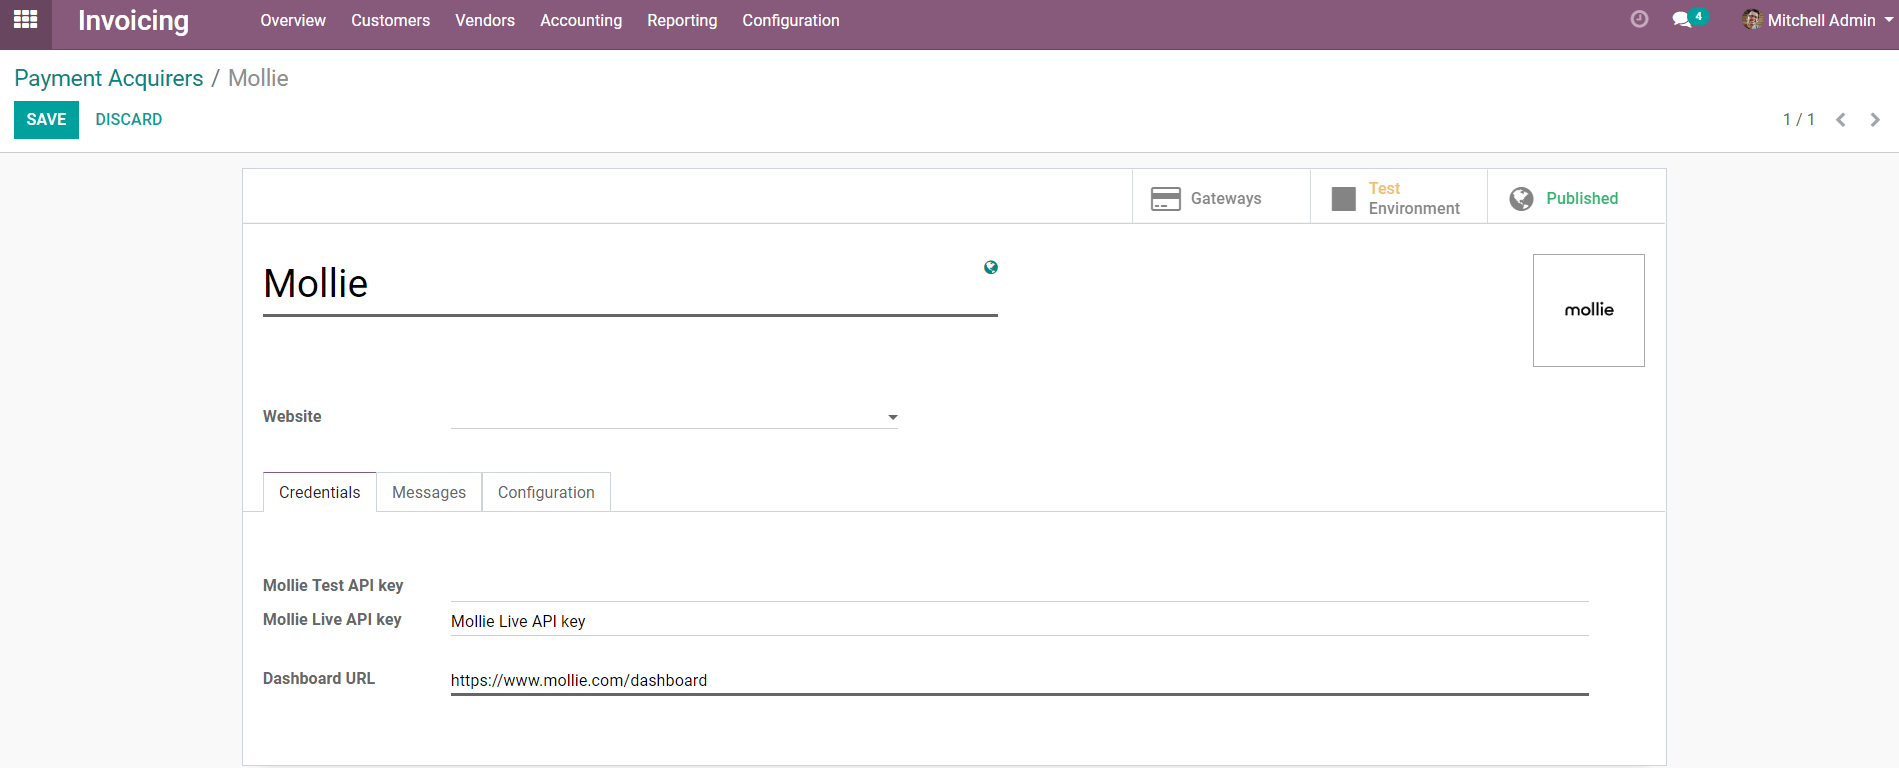 Invoicing Overview Customers Vendors Accounting Reporting Configuration 4 Mitchell Admin
Payment Acquirers / Mollie
SAVE DISCARD 1 / 1
Gateways
Test
Environment
Published
Mollie
mollie
Website
Credentials Messages Configuration
Mollie Test API key
Mollie Live API key Mollie Live API key
Dashboard URL https://www.mollie.com/dashboard